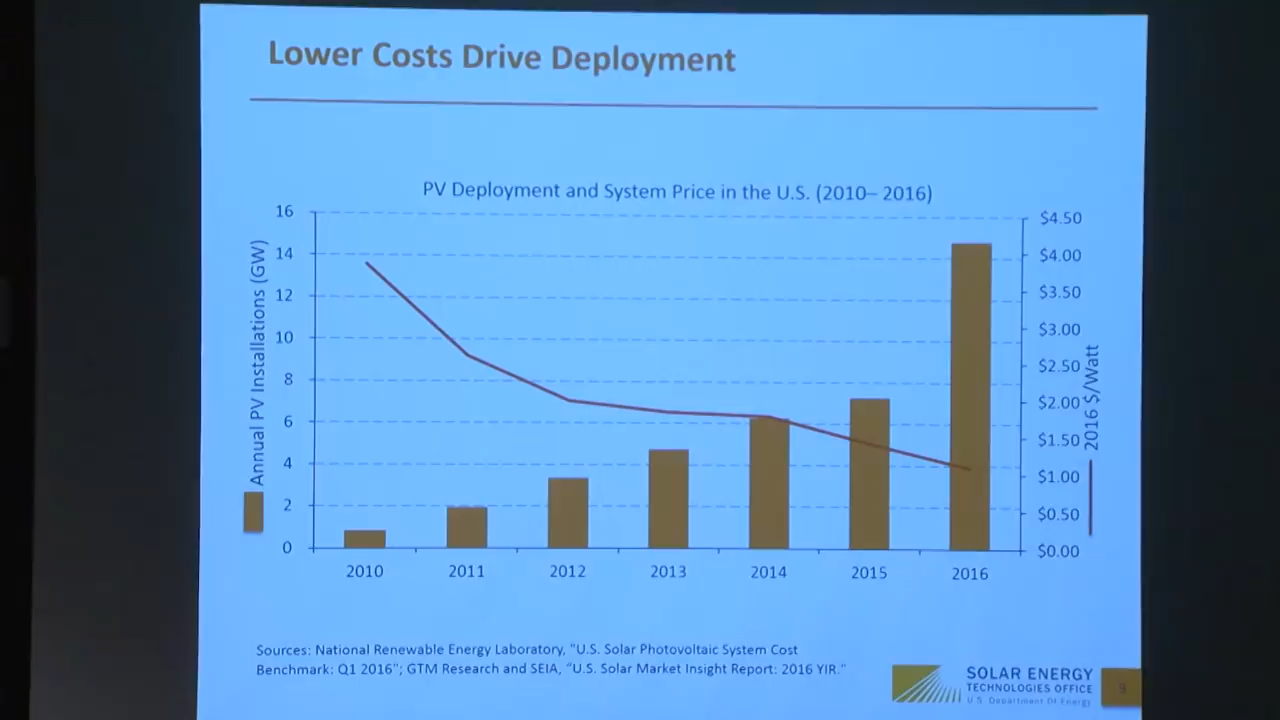 Lower Costs Drive Deployment
PV Deployment and System Price in the U.S. (2010– 2016)
Annual PV Installations (GW)
16
14
12
10
8
6
4
2
0
$4.50
$4.00
$3.50
$3.00
$2.50
$2.00
$1.50
$1.00
$0.50
$0.00
2016 $/Watt
2010 2011 2012 2013 2014 2015 2016
Sources: National Renewable Energy Laboratory, "U.S. Solar Photovoltaic System Cost
Benchmark: Q1 2016"; GTM Research and SEIA, "U.S. Solar Market Insight Report: 2016 YIR."
SOLAR ENERGY
TECHNOLOGIES OFFICE
U.S. Department Of Energy
9